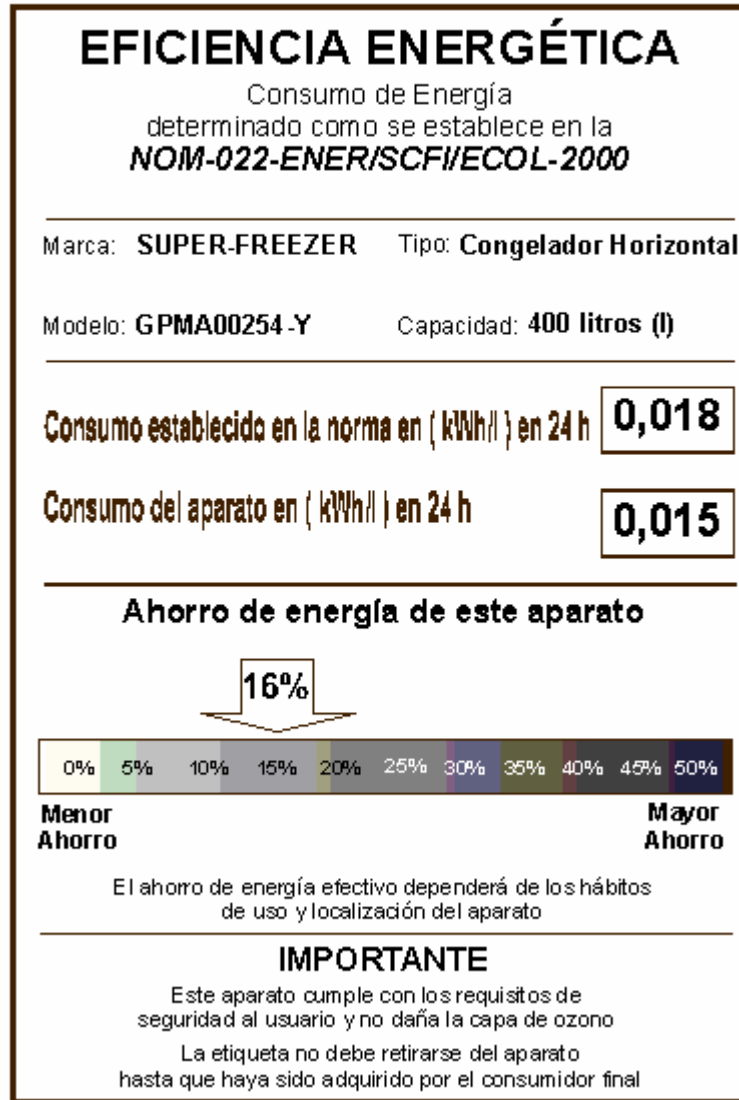 EFICIENCIA ENERGÉTICA
Consumo de Energía
determinado como se establece en la
NOM-022-ENER/SCFI/ECOL-2000
Marca: SUPER-FREEZER Tipo: Congelador Horizontal
Modelo: GPMA00254-Y Capacidad: 400 litros (l)
Consumo establecido en la norma en ( kWh/l ) en 24 h 0,018
Consumo del aparato en ( kWh/l ) en 24 h 0,015
Ahorro de energía de este aparato
16%
0% 5% 10% 15% 20% 25% 30% 35% 40% 45% 50%
Menor Mayor
Ahorro Ahorro
El ahorro de energía efectivo dependerá de los hábitos
de uso y localización del aparato
IMPORTANTE
Este aparato cumple con los requisitos de
seguridad al usuario y no daña la capa de ozono
La etiqueta no debe retirarse del aparato
hasta que haya sido adquirido por el consumidor final